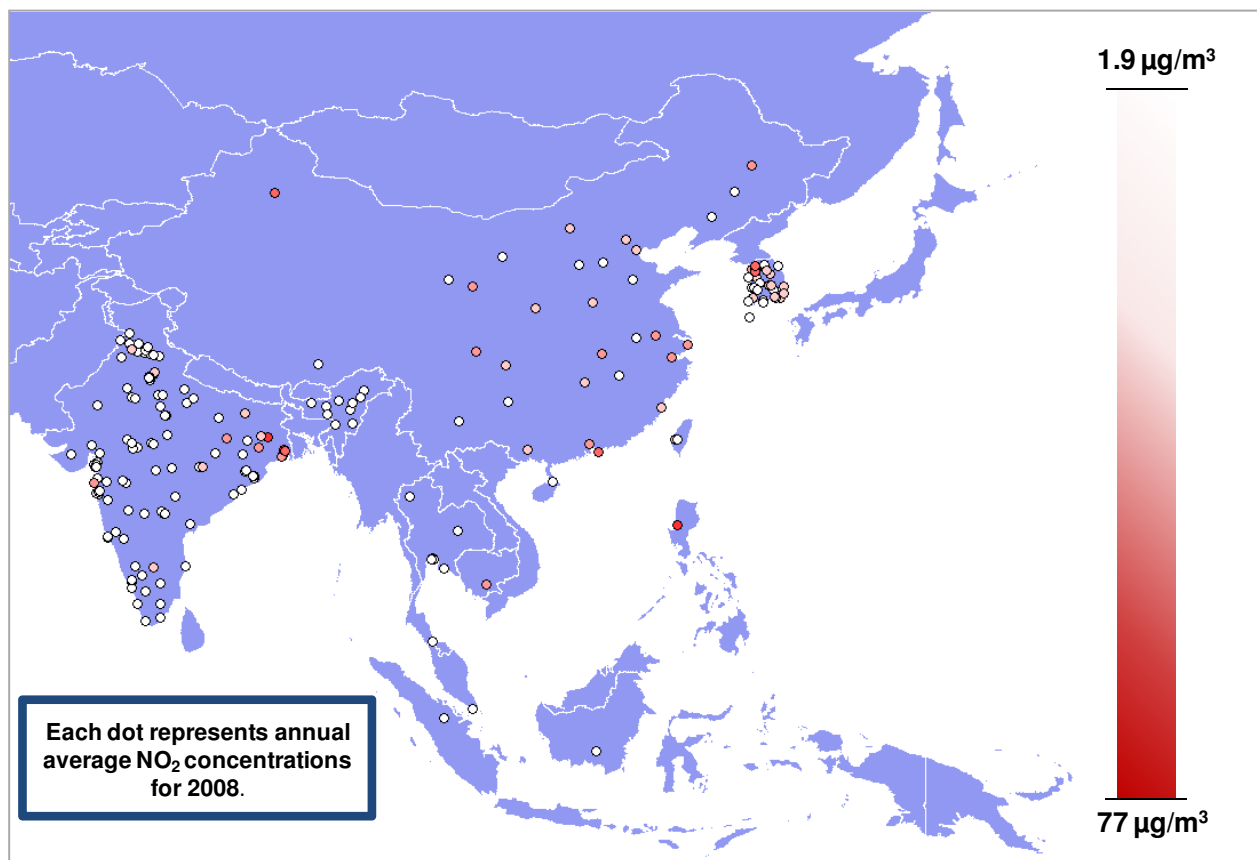 1.9 µg/m³
Each dot represents annual
average NO₂ concentrations
for 2008.
77 µg/m³